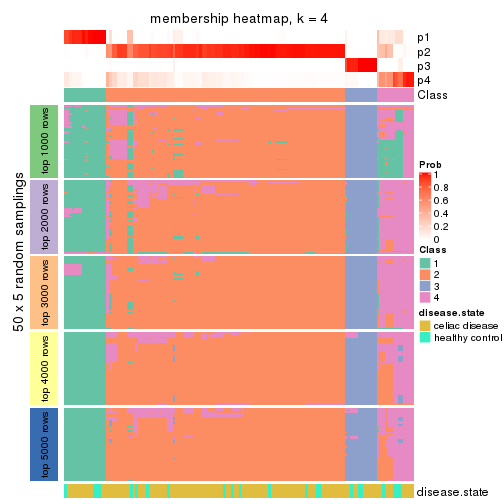 membership heatmap, k = 4
p1
p2
p3
p4
Class
50 x 5 random samplings
top 1000 rows
top 2000 rows
top 3000 rows
top 4000 rows
top 5000 rows
Prob
1
0.8
0.6
0.4
0.2
0
Class
1
2
3
4
disease.state
celiac disease
healthy control
disease.state